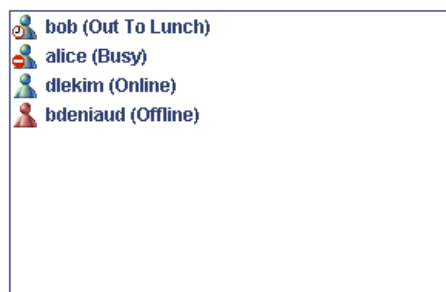 bob (Out To Lunch)
alice (Busy)
dlekim (Online)
bdeniaud (Offline)